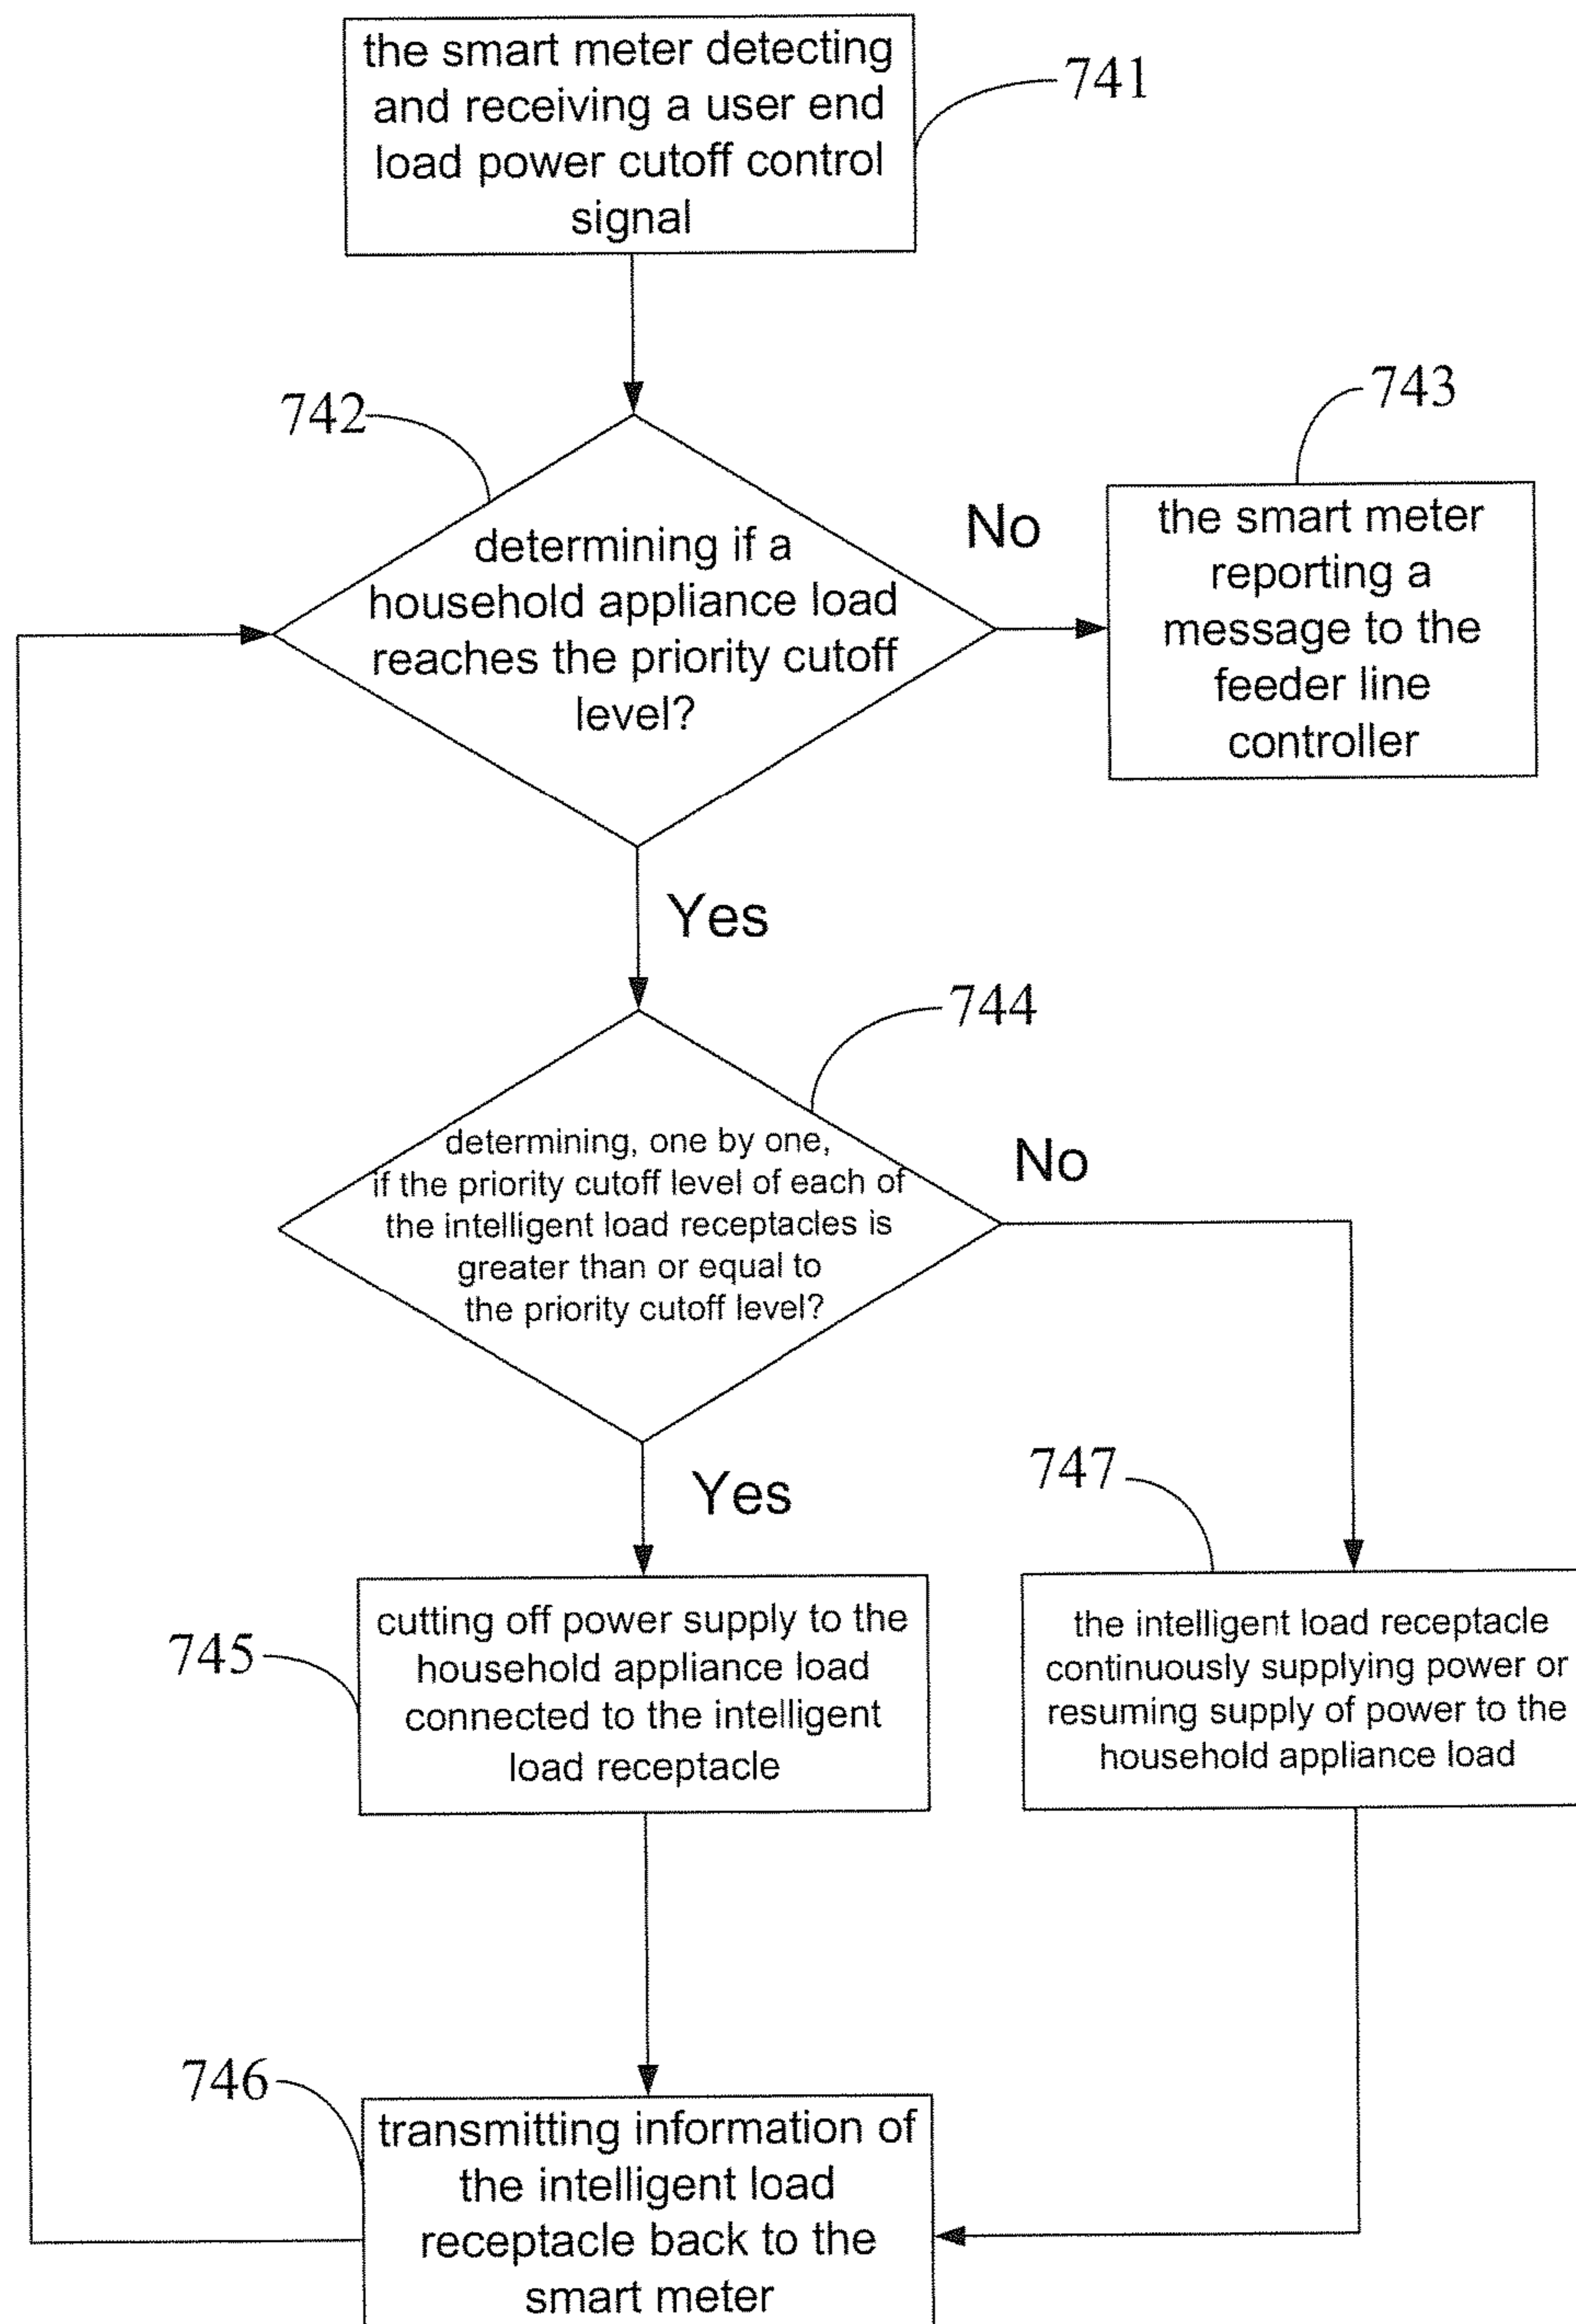 the smart meter detecting
and receiving a user end
load power cutoff control
signal
741
742
determining if a
household appliance load
reaches the priority cutoff
level?
No
743
the smart meter
reporting a
message to the
feeder line
controller
Yes
744
determining, one by one,
if the priority cutoff level of each of
the intelligent load receptacles is
greater than or equal to
the priority cutoff level?
No
Yes
745
cutting off power supply to the
household appliance load
connected to the intelligent
load receptacle
747
the intelligent load receptacle
continuously supplying power or
resuming supply of power to the
household appliance load
746
transmitting information of
the intelligent load
receptacle back to the
smart meter